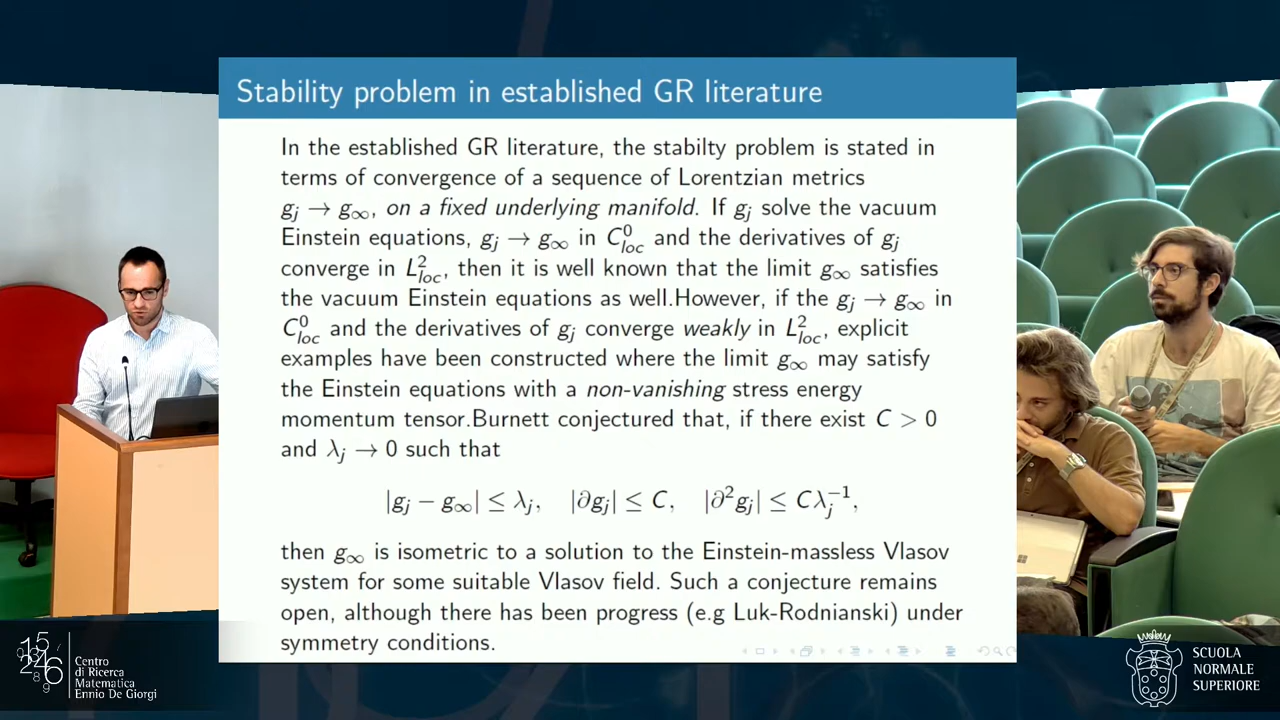 Stability problem in established GR literature
In the established GR literature, the stabilty problem is stated in
terms of convergence of a sequence of Lorentzian metrics
g_j → g_∞, on a fixed underlying manifold. If g_j solve the vacuum
Einstein equations, g_j → g_∞ in C^0_loc and the derivatives of g_j
converge in L^2_loc, then it is well known that the limit g_∞ satisfies
the vacuum Einstein equations as well.However, if the g_j → g_∞ in
C^0_loc and the derivatives of g_j converge weakly in L^2_loc, explicit
examples have been constructed where the limit g_∞ may satisfy
the Einstein equations with a non-vanishing stress energy
momentum tensor.Burnett conjectured that, if there exist C > 0
and λ_j → 0 such that
|g_j − g_∞| ≤ λ_j, |∂g_j| ≤ C, |∂²g_j| ≤ Cλ_j^{−1},
then g_∞ is isometric to a solution to the Einstein-massless Vlasov
system for some suitable Vlasov field. Such a conjecture remains
open, although there has been progress (e.g Luk-Rodnianski) under
symmetry conditions.
Centro
di Ricerca
Matematica
Ennio De Giorgi
SCUOLA
NORMALE
SUPERIORE